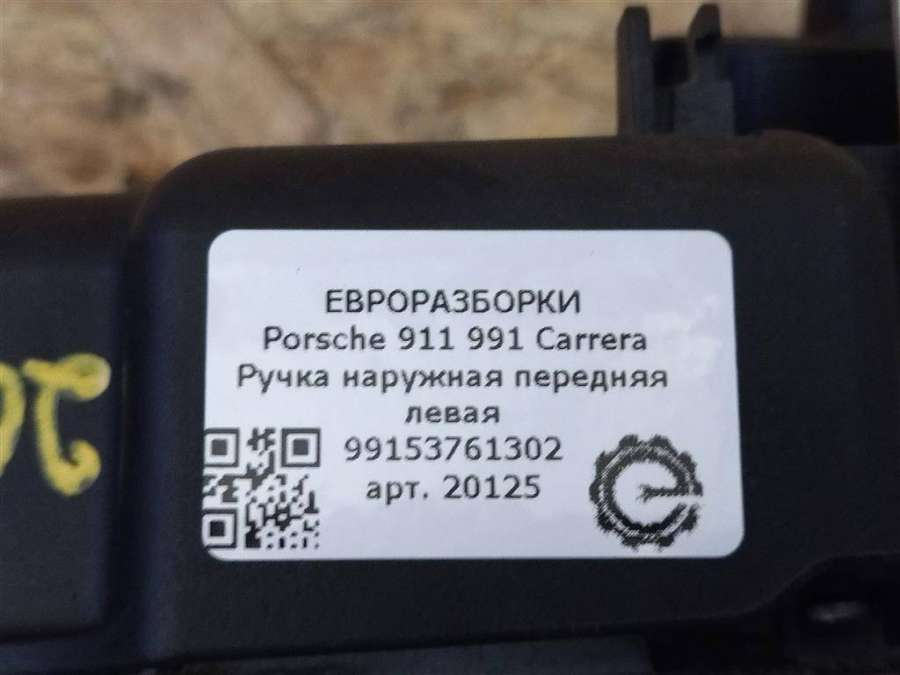 ЕВРОРАЗБОРКИ
Porsche 911 991 Carrera
Ручка наружная передняя
левая
99153761302
арт. 20125